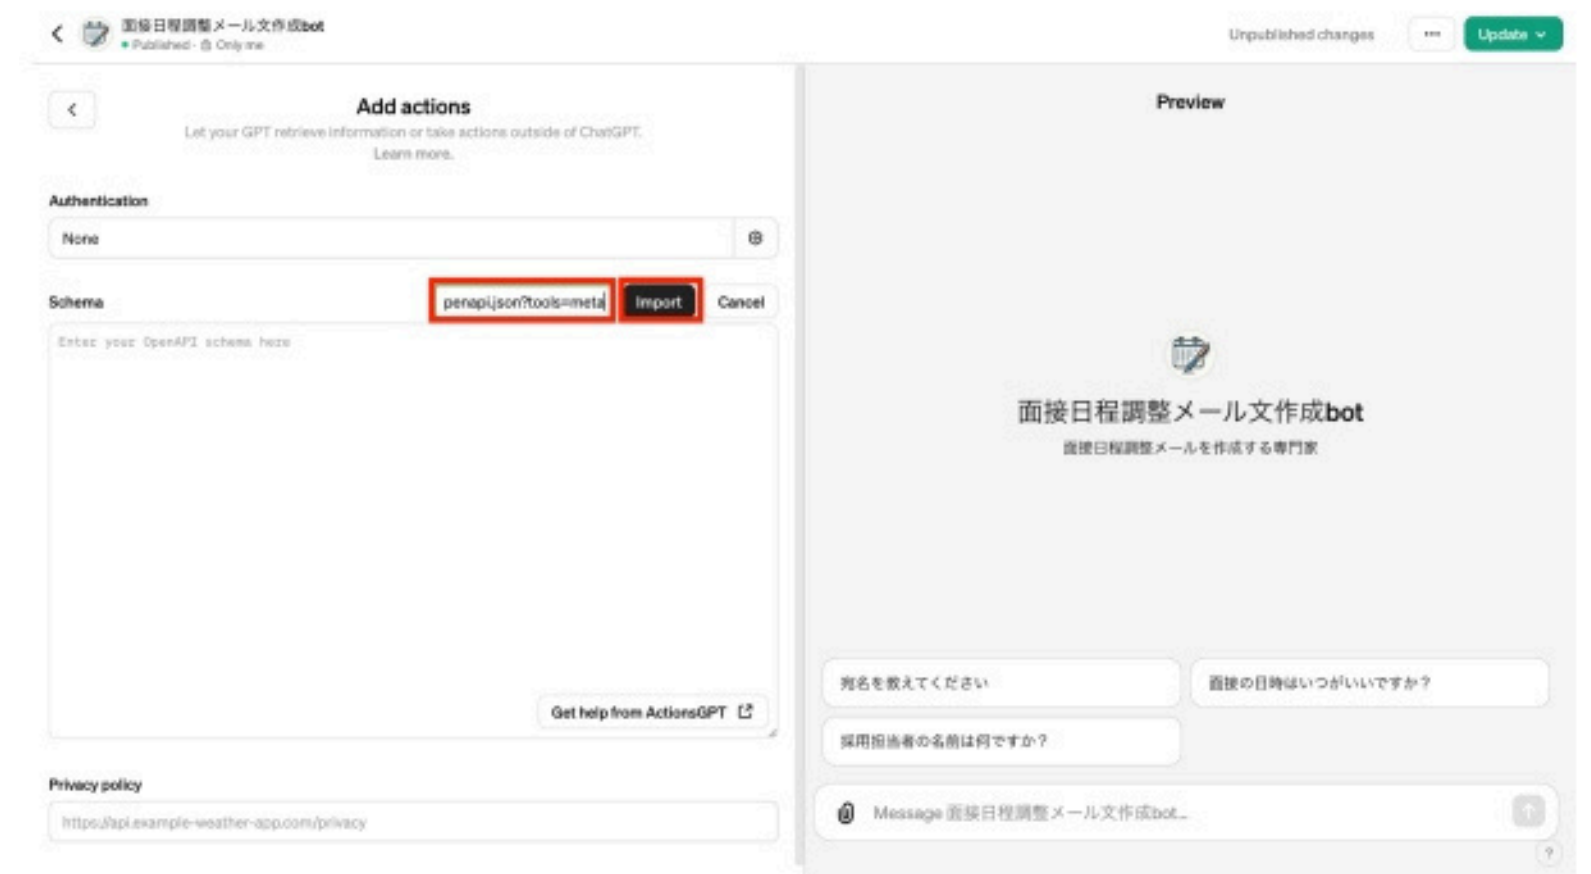 面接日程調整メール文作成bot
Published · Only me
Unpublished changes
Update
Add actions
Let your GPT retrieve information or take actions outside of ChatGPT.
Learn more.
Authentication
None
Schema
penapi.json?tools=meta
Import
Cancel
Enter your OpenAPI schema here
Get help from ActionsGPT
Privacy policy
https://api.example-weather-app.com/privacy
Preview
面接日程調整メール文作成bot
面接日程調整メールを作成する専門家
宛名を教えてください
面接の日時はいつがいいですか？
採用担当者の名前は何ですか？
Message 面接日程調整メール文作成bot...
?